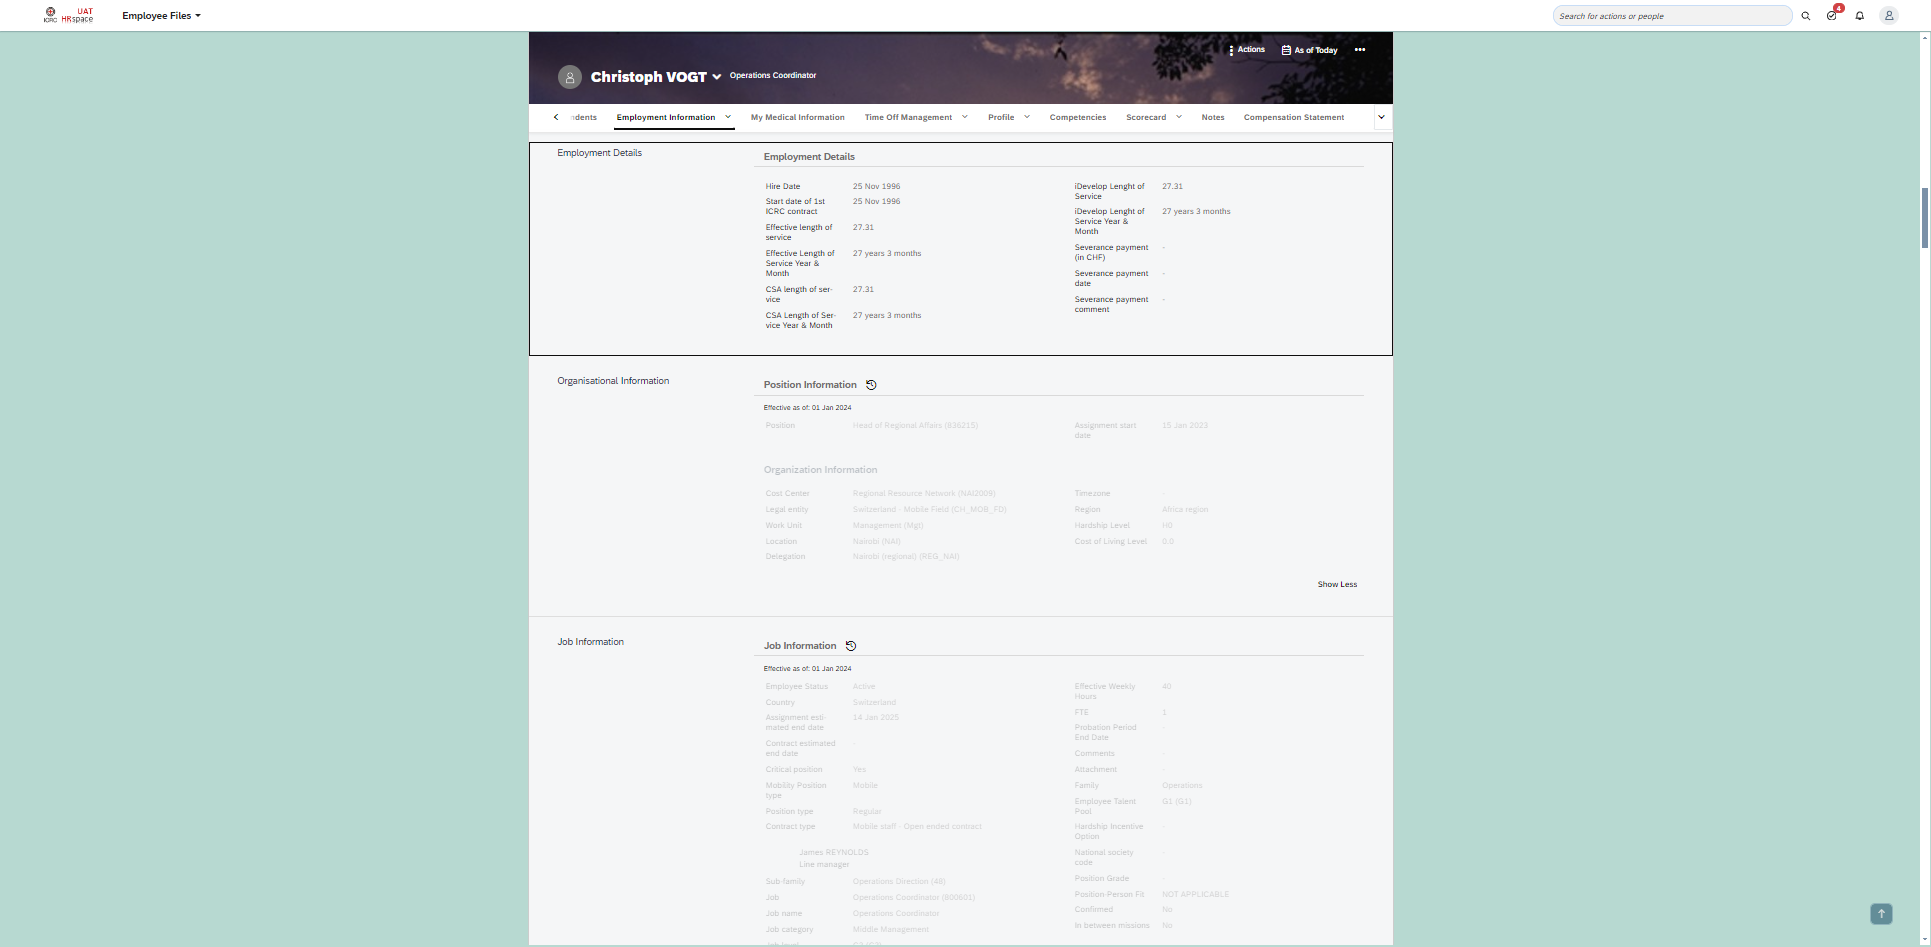 ICRC
UAT
HRspace
Employee Files
Search for actions or people
4
Actions
As of Today
Christoph VOGT
Operations Coordinator
ndents
Employment Information
My Medical Information
Time Off Management
Profile
Competencies
Scorecard
Notes
Compensation Statement
Employment Details
Employment Details
Hire Date 25 Nov 1996
Start date of 1st
ICRC contract
25 Nov 1996
Effective length of
service
27.31
Effective Length of
Service Year &
Month
27 years 3 months
CSA length of ser-
vice
27.31
CSA Length of Ser-
vice Year & Month
27 years 3 months
iDevelop Lenght of
Service
27.31
iDevelop Lenght of
Service Year &
Month
27 years 3 months
Severance payment
(in CHF)
-
Severance payment
date
-
Severance payment
comment
-
Organisational Information
Position Information
Effective as of: 01 Jan 2024
Position Head of Regional Affairs (836215)
Assignment start
date
15 Jan 2023
Organization Information
Cost Center Regional Resource Network (NAI2009)
Legal entity Switzerland - Mobile Field (CH_MOB_FD)
Work Unit Management (Mgt)
Location Nairobi (NAI)
Delegation Nairobi (regional) (REG_NAI)
Timezone -
Region Africa region
Hardship Level H0
Cost of Living Level 0.0
Show Less
Job Information
Job Information
Effective as of: 01 Jan 2024
Employee Status Active
Country Switzerland
Assignment esti-
mated end date
14 Jan 2025
Contract estimated
end date
-
Critical position Yes
Mobility Position
type
Mobile
Position type Regular
Contract type Mobile staff - Open ended contract
James REYNOLDS
Line manager
Sub family Operations Direction (48)
Job Operations Coordinator (800601)
Job name Operations Coordinator
Job category Middle Management
Job level
Effective Weekly
Hours
40
FTE 1
Probation Period
End Date
-
Comments -
Attachment -
Family Operations
Employee Talent
Pool
G1 (G1)
Hardship Incentive
Option
-
National society
code
-
Position Grade -
Position-Person Fit NOT APPLICABLE
Confirmed No
In between missions No